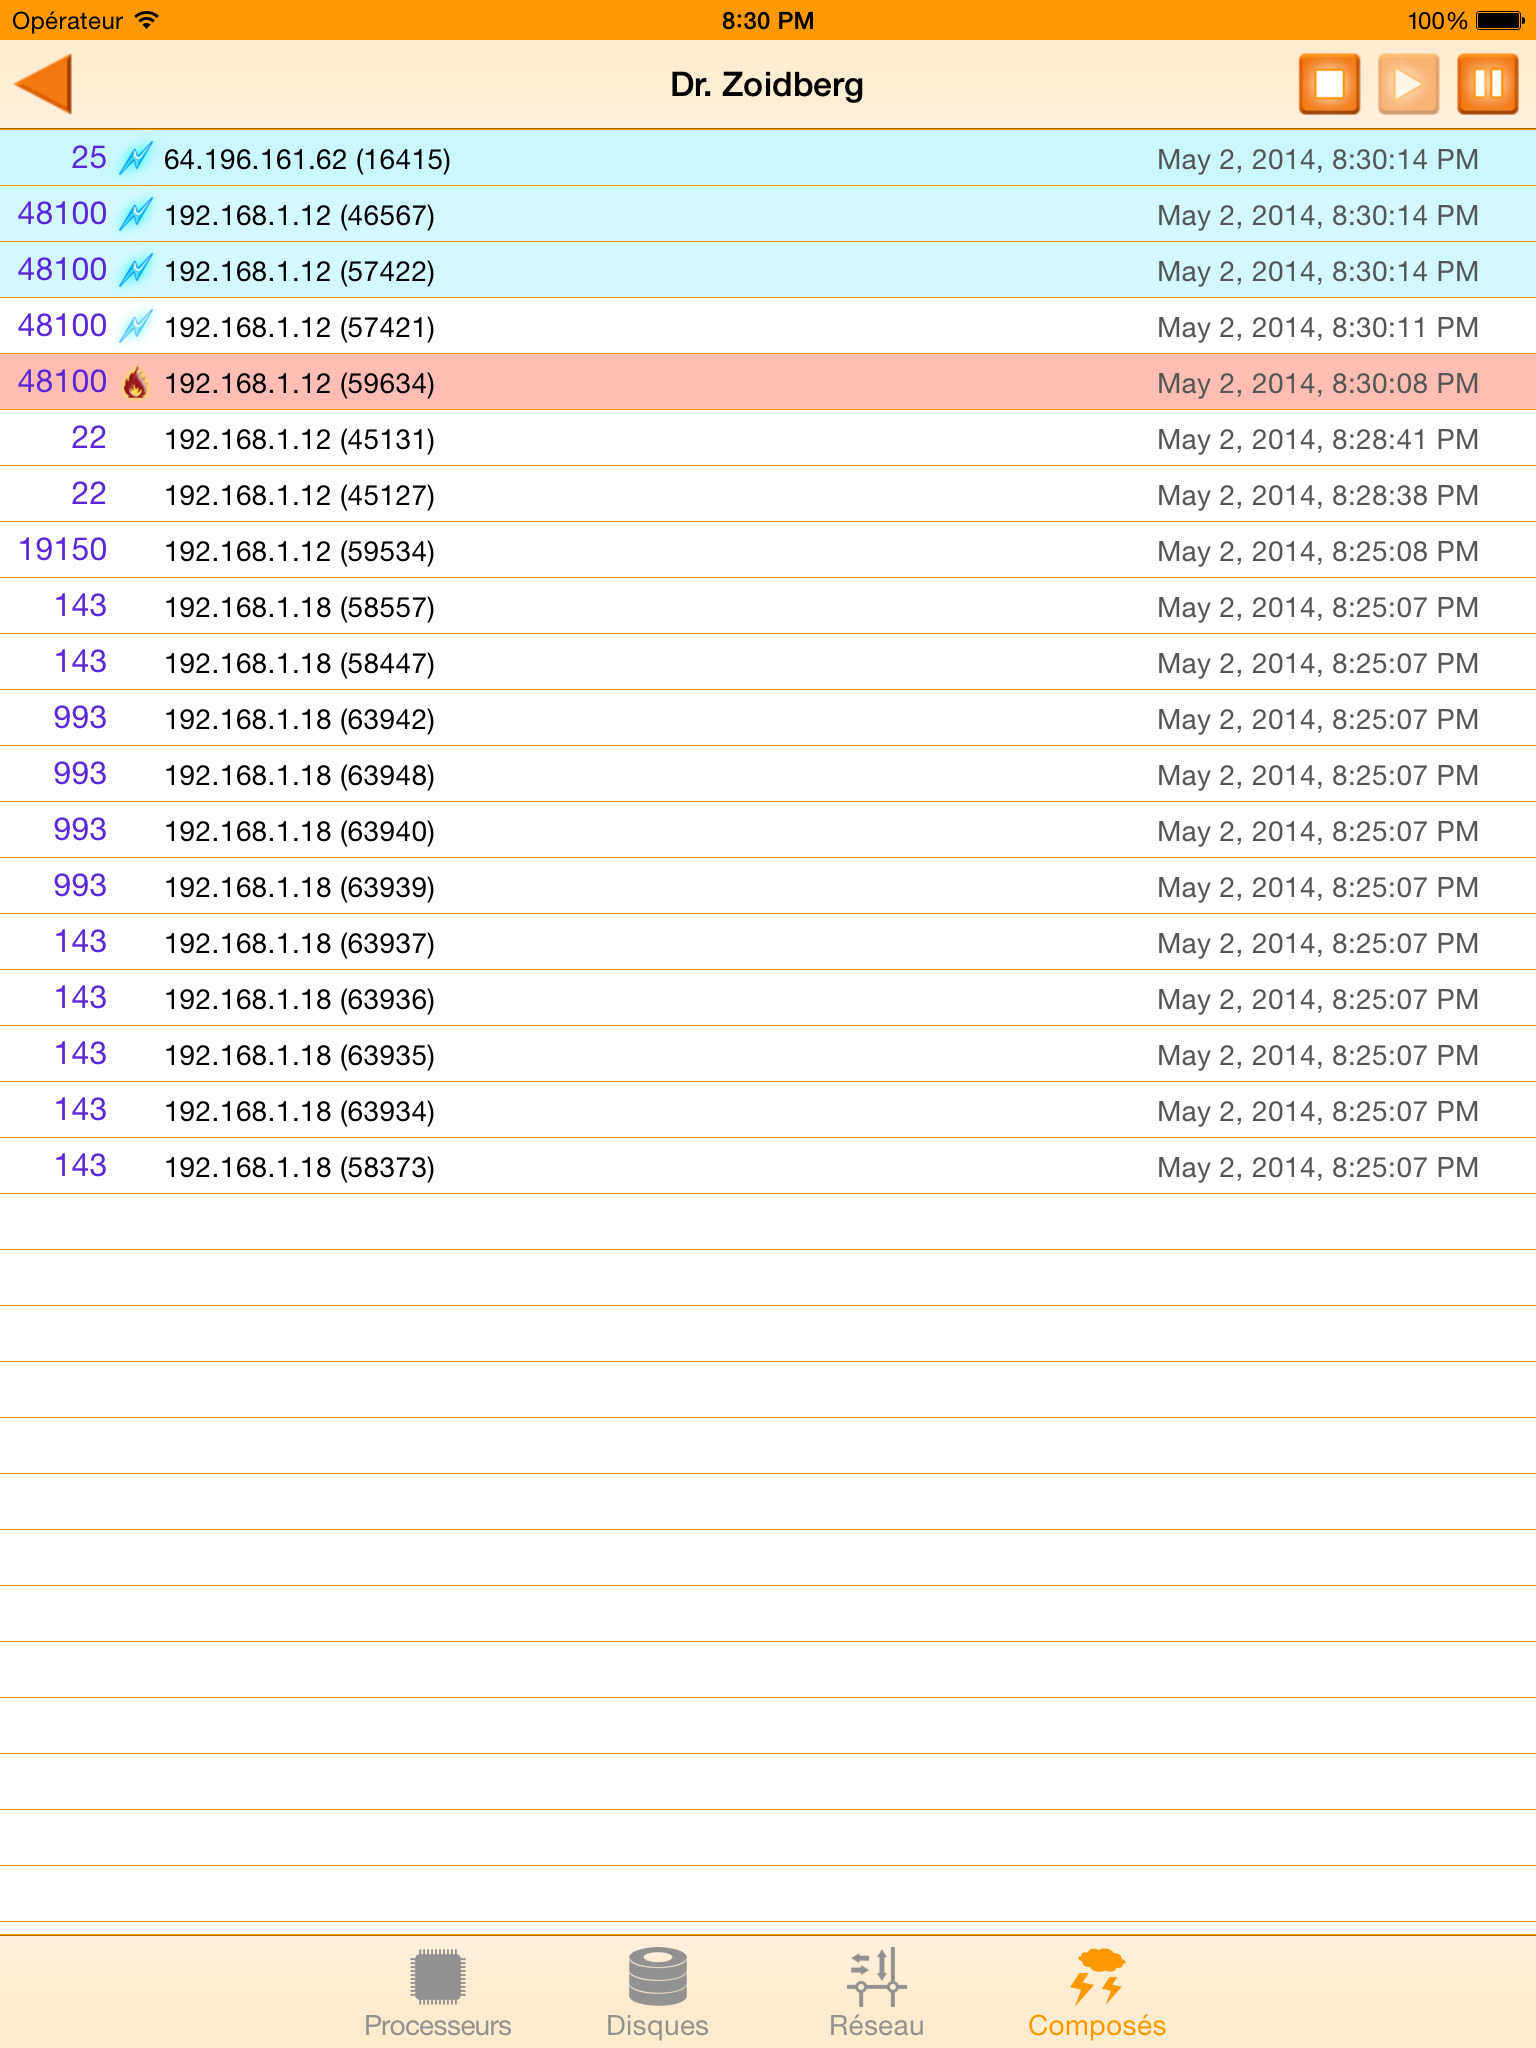 Opérateur 8:30 PM 100%
Dr. Zoidberg
25 64.196.161.62 (16415) May 2, 2014, 8:30:14 PM
48100 192.168.1.12 (46567) May 2, 2014, 8:30:14 PM
48100 192.168.1.12 (57422) May 2, 2014, 8:30:14 PM
48100 192.168.1.12 (57421) May 2, 2014, 8:30:11 PM
48100 192.168.1.12 (59634) May 2, 2014, 8:30:08 PM
22 192.168.1.12 (45131) May 2, 2014, 8:28:41 PM
22 192.168.1.12 (45127) May 2, 2014, 8:28:38 PM
19150 192.168.1.12 (59534) May 2, 2014, 8:25:08 PM
143 192.168.1.18 (58557) May 2, 2014, 8:25:07 PM
143 192.168.1.18 (58447) May 2, 2014, 8:25:07 PM
993 192.168.1.18 (63942) May 2, 2014, 8:25:07 PM
993 192.168.1.18 (63948) May 2, 2014, 8:25:07 PM
993 192.168.1.18 (63940) May 2, 2014, 8:25:07 PM
993 192.168.1.18 (63939) May 2, 2014, 8:25:07 PM
143 192.168.1.18 (63937) May 2, 2014, 8:25:07 PM
143 192.168.1.18 (63936) May 2, 2014, 8:25:07 PM
143 192.168.1.18 (63935) May 2, 2014, 8:25:07 PM
143 192.168.1.18 (63934) May 2, 2014, 8:25:07 PM
143 192.168.1.18 (58373) May 2, 2014, 8:25:07 PM
Processeurs Disques Réseau Composés